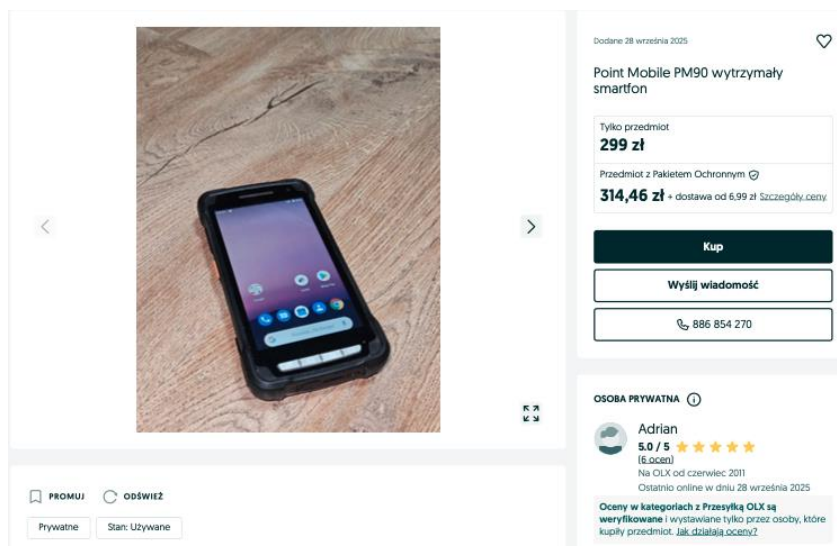 Dodane 28 września 2025
Point Mobile PM90 wytrzymały
smartfon
Tylko przedmiot
299 zł
Przedmiot z Pakietem Ochronnym
314,46 zł + dostawa od 6,99 zł Szczegóły ceny
Kup
Wyślij wiadomość
886 854 270
OSOBA PRYWATNA
Adrian
5.0 / 5
(6 ocen)
Na OLX od czerwiec 2011
Ostatnio online w dniu 28 września 2025
Oceny w kategoriach z Przesyłką OLX są
weryfikowane i wystawiane tylko przez osoby, które
kupiły przedmiot. Jak działają oceny?
PROMUJ
ODŚWIEŻ
Prywatne
Stan: Używane